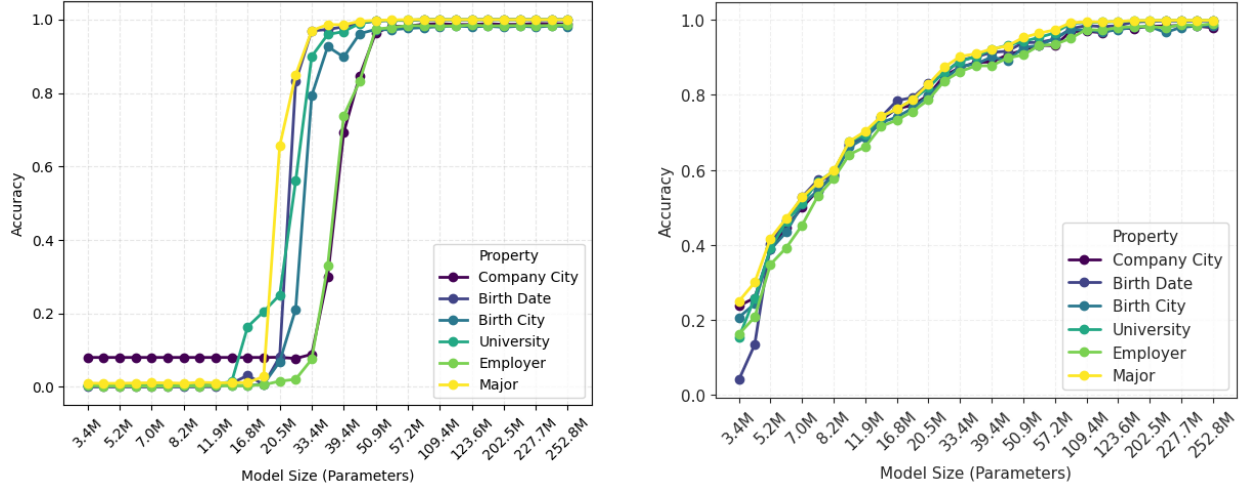 1.0
0.8
0.6
0.4
0.2
0.0
Accuracy
Property
Company City
Birth Date
Birth City
University
Employer
Major
3.4M 5.2M 7.0M 8.2M 11.9M 16.8M 20.5M 33.4M 39.4M 50.9M 57.2M 109.4M 123.6M 202.5M 227.7M 252.8M
Model Size (Parameters)
1.0
0.8
0.6
0.4
0.2
0.0
Accuracy
Property
Company City
Birth Date
Birth City
University
Employer
Major
3.4M 5.2M 7.0M 8.2M 11.9M 16.8M 20.5M 33.4M 39.4M 50.9M 57.2M 109.4M 123.6M 202.5M 227.7M 252.8M
Model Size (Parameters)